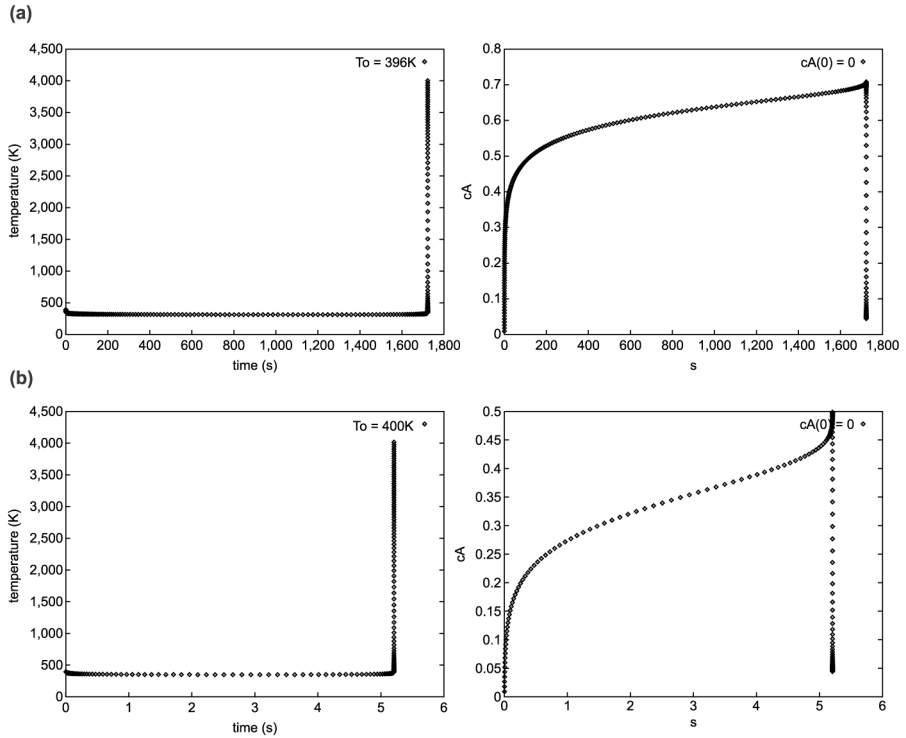 (a)
4,500
4,000
3,500
3,000
2,500
2,000
1,500
1,000
500
0
temperature (K)
To = 396K
0 200 400 600 800 1,000 1,200 1,400 1,600 1,800
time (s)
0.8
0.7
0.6
0.5
0.4
0.3
0.2
0.1
0
cA
cA(0) = 0
0 200 400 600 800 1,000 1,200 1,400 1,600 1,800
s
(b)
4,500
4,000
3,500
3,000
2,500
2,000
1,500
1,000
500
0
temperature (K)
To = 400K
0 1 2 3 4 5 6
time (s)
0.5
0.45
0.4
0.35
0.3
0.25
0.2
0.15
0.1
0.05
0
cA
cA(0) = 0
0 1 2 3 4 5 6
s